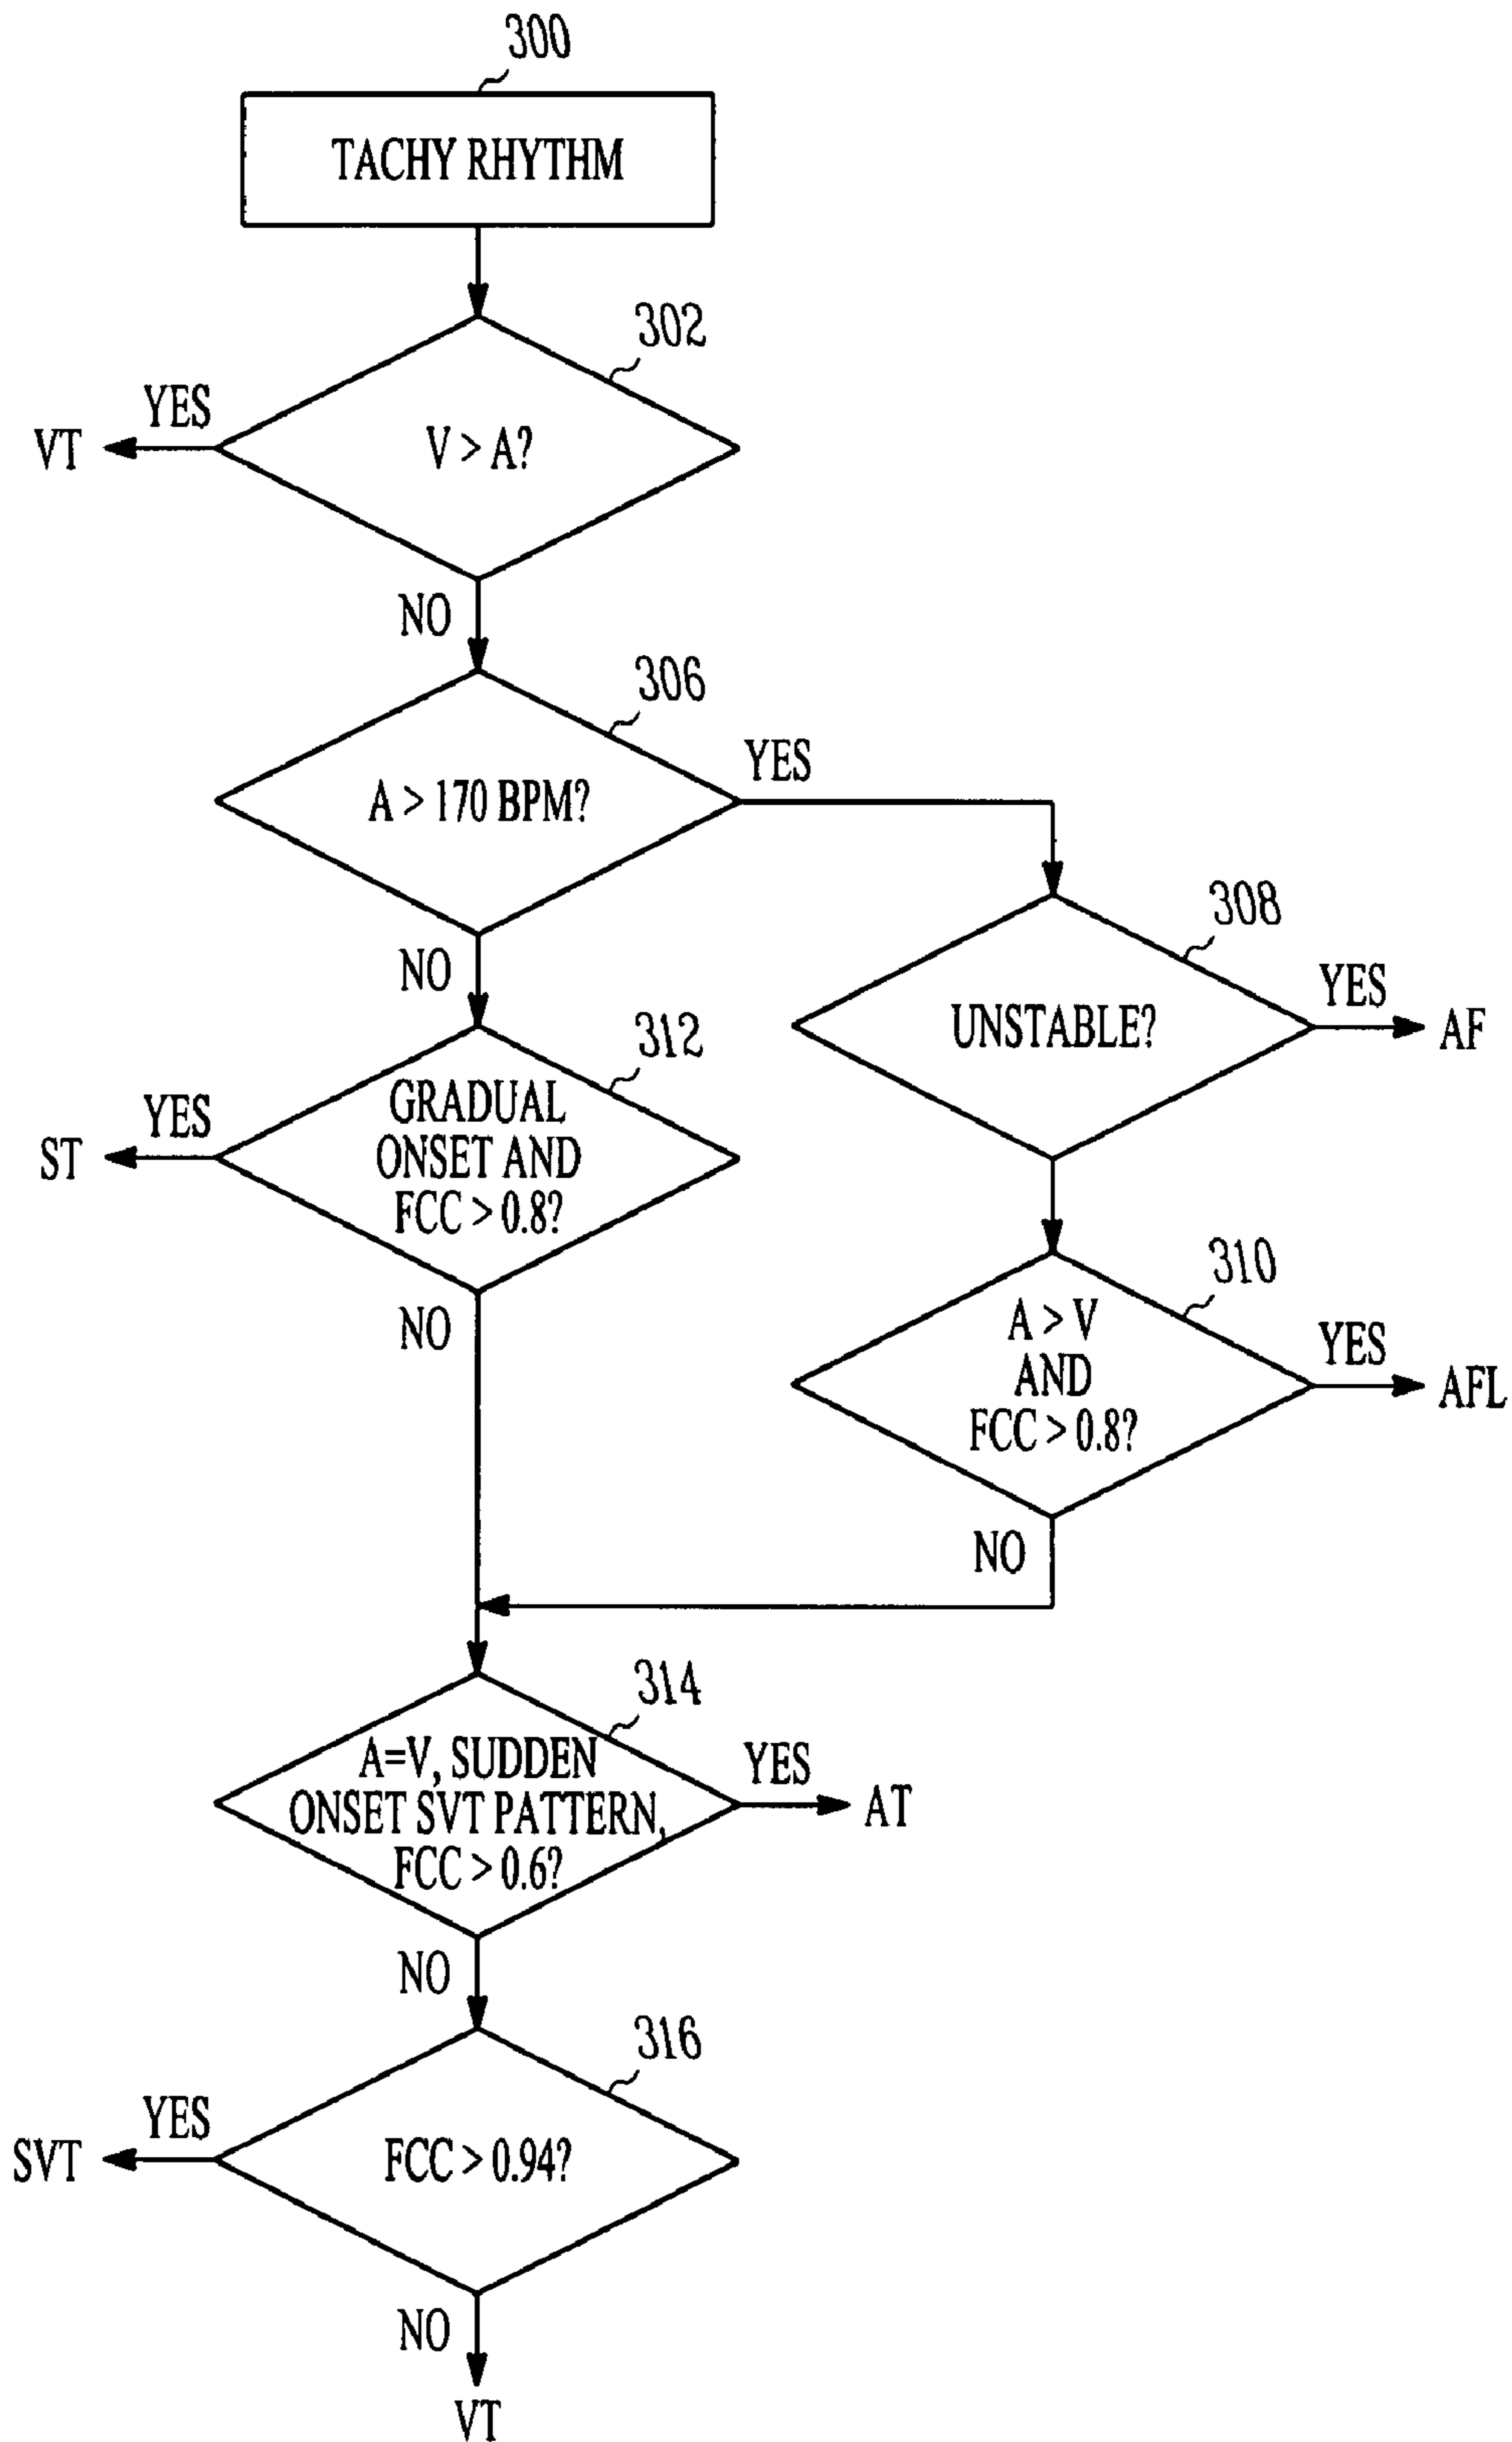 300
TACHY RHYTHM
302
YES
VT
V > A?
NO
306
A > 170 BPM?
YES
NO
308
UNSTABLE?
YES
AF
312
GRADUAL
ONSET AND
FCC > 0.8?
YES
ST
NO
310
A > V
AND
FCC > 0.8?
YES
AFL
NO
314
A=V, SUDDEN
ONSET SVT PATTERN,
FCC > 0.6?
YES
AT
NO
316
YES
SVT
FCC > 0.94?
NO
VT